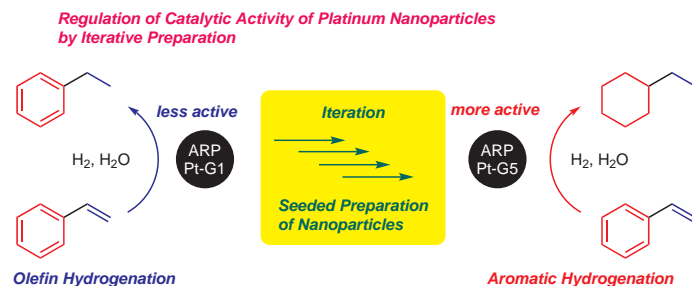 Regulation of Catalytic Activity of Platinum Nanoparticles
by Iterative Preparation
less active
ARP
Pt-G1
H2, H2O
Olefin Hydrogenation
Iteration
Seeded Preparation
of Nanoparticles
more active
ARP
Pt-G5
H2, H2O
Aromatic Hydrogenation